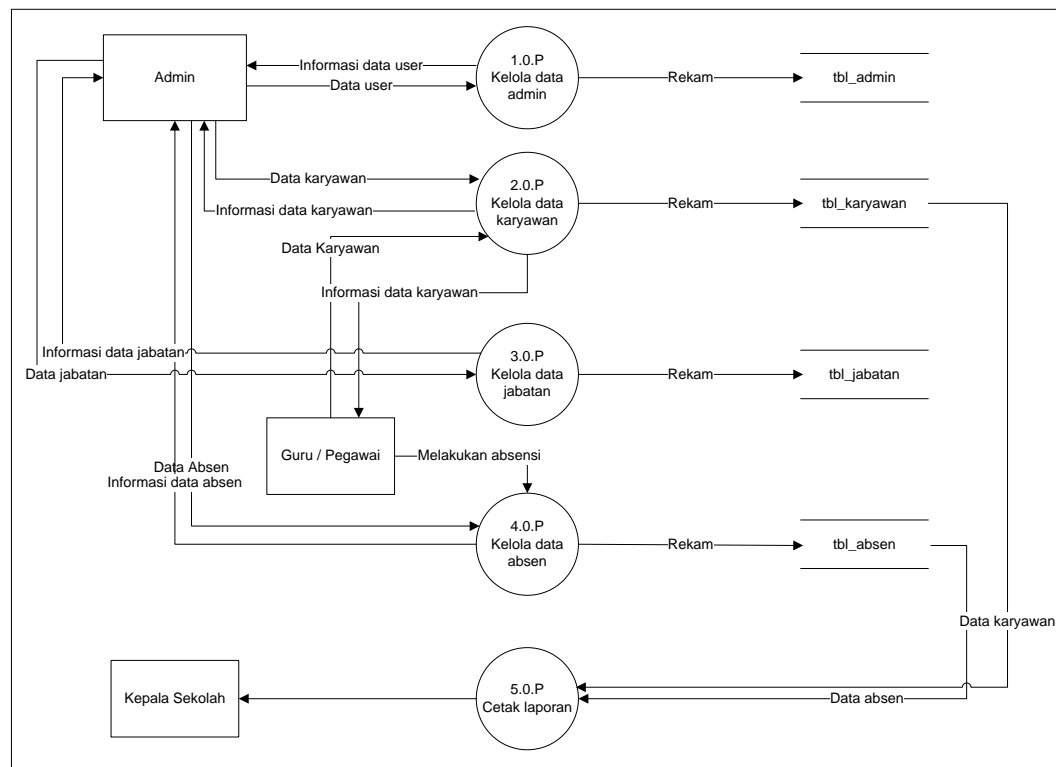 Admin
Informasi data user
Data user
1.0.P
Kelola data
admin
Rekam
tbl_admin
Data karyawan
Informasi data karyawan
2.0.P
Kelola data
karyawan
Rekam
tbl_karyawan
Data Karyawan
Informasi data karyawan
Informasi data jabatan
Data jabatan
3.0.P
Kelola data
jabatan
Rekam
tbl_jabatan
Guru / Pegawai
Melakukan absensi
Data Absen
Informasi data absen
4.0.P
Kelola data
absen
Rekam
tbl_absen
Data karyawan
Kepala Sekolah
5.0.P
Cetak laporan
Data absen